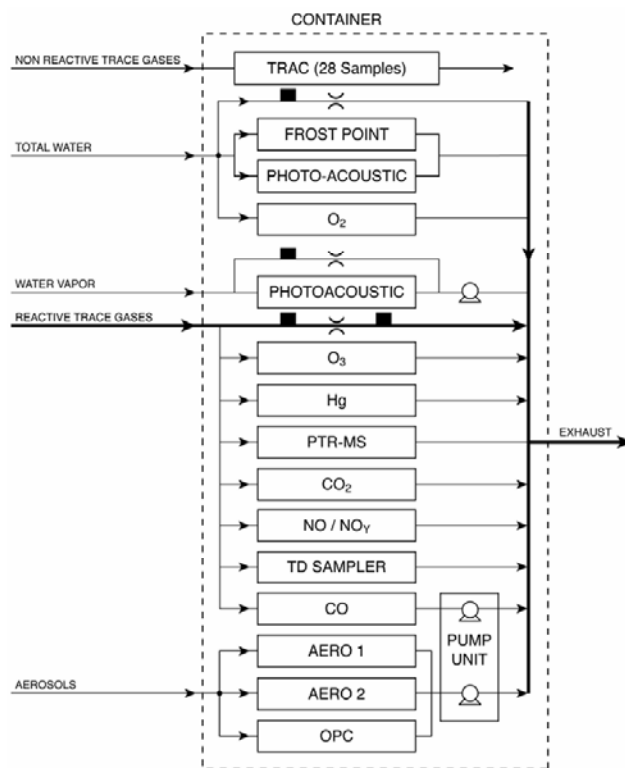 CONTAINER
NON REACTIVE TRACE GASES
TRAC (28 Samples)
FROST POINT
TOTAL WATER
PHOTO-ACOUSTIC
O₂
WATER VAPOR
PHOTOACOUSTIC
REACTIVE TRACE GASES
O₃
Hg
EXHAUST
PTR-MS
CO₂
NO / NOY
TD SAMPLER
CO
PUMP
UNIT
AERO 1
AEROSOLS
AERO 2
OPC